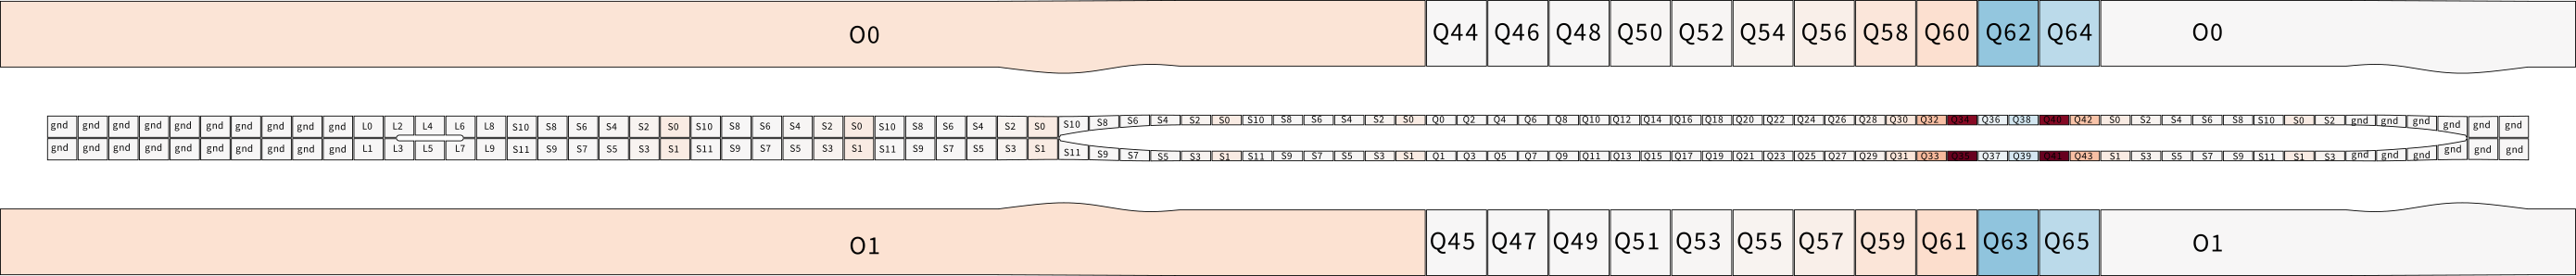 O0 Q44 Q46 Q48 Q50 Q52 Q54 Q56 Q58 Q60 Q62 Q64 O0
gnd gnd gnd gnd gnd gnd gnd gnd gnd gnd L0 L2 L4 L6 L8 S10 S8 S6 S4 S2 S0 S10 S8 S6 S4 S2 S0 S10 S8 S6 S4 S2 S0 S10 S8 S6 S4 S2 S0 S10 S8 S6 S4 S2 S0 Q0 Q2 Q4 Q6 Q8 Q10 Q12 Q14 Q16 Q18 Q20 Q22 Q24 Q26 Q28 Q30 Q32 Q34 Q36 Q38 Q40 Q42 S0 S2 S4 S6 S8 S10 S0 S2 gnd gnd gnd gnd gnd gnd
gnd gnd gnd gnd gnd gnd gnd gnd gnd gnd L1 L3 L5 L7 L9 S11 S9 S7 S5 S3 S1 S11 S9 S7 S5 S3 S1 S11 S9 S7 S5 S3 S1 S11 S9 S7 S5 S3 S1 S11 S9 S7 S5 S3 S1 Q1 Q3 Q5 Q7 Q9 Q11 Q13 Q15 Q17 Q19 Q21 Q23 Q25 Q27 Q29 Q31 Q33 Q35 Q37 Q39 Q41 Q43 S1 S3 S5 S7 S9 S11 S1 S3 gnd gnd gnd gnd gnd gnd
O1 Q45 Q47 Q49 Q51 Q53 Q55 Q57 Q59 Q61 Q63 Q65 O1